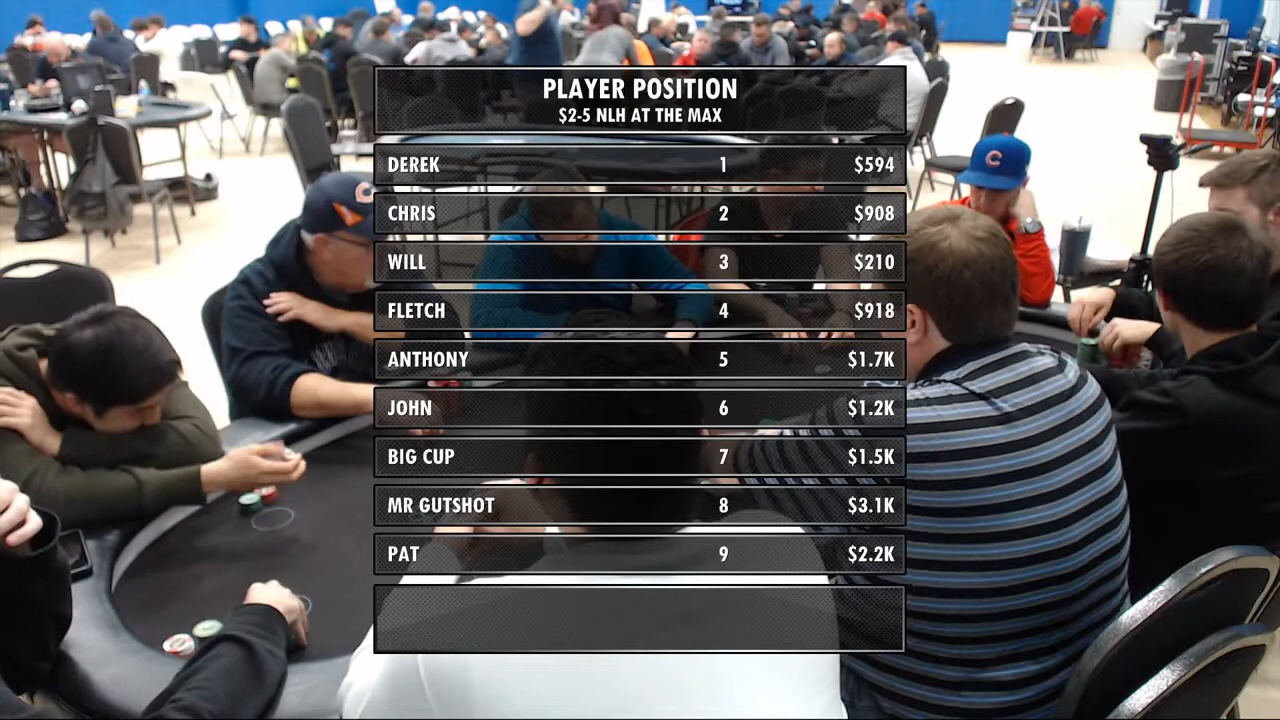 PLAYER POSITION
$2-5 NLH AT THE MAX
DEREK 1 $594
CHRIS 2 $908
WILL 3 $210
FLETCH 4 $918
ANTHONY 5 $1.7K
JOHN 6 $1.2K
BIG CUP 7 $1.5K
MR GUTSHOT 8 $3.1K
PAT 9 $2.2K
C
C